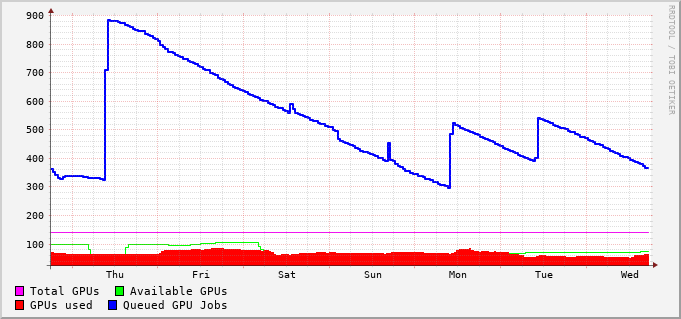 900
800
700
600
500
400
300
200
100
Thu Fri Sat Sun Mon Tue Wed
Total GPUs Available GPUs
GPUs used Queued GPU Jobs
RRDTOOL / TOBI OETIKER